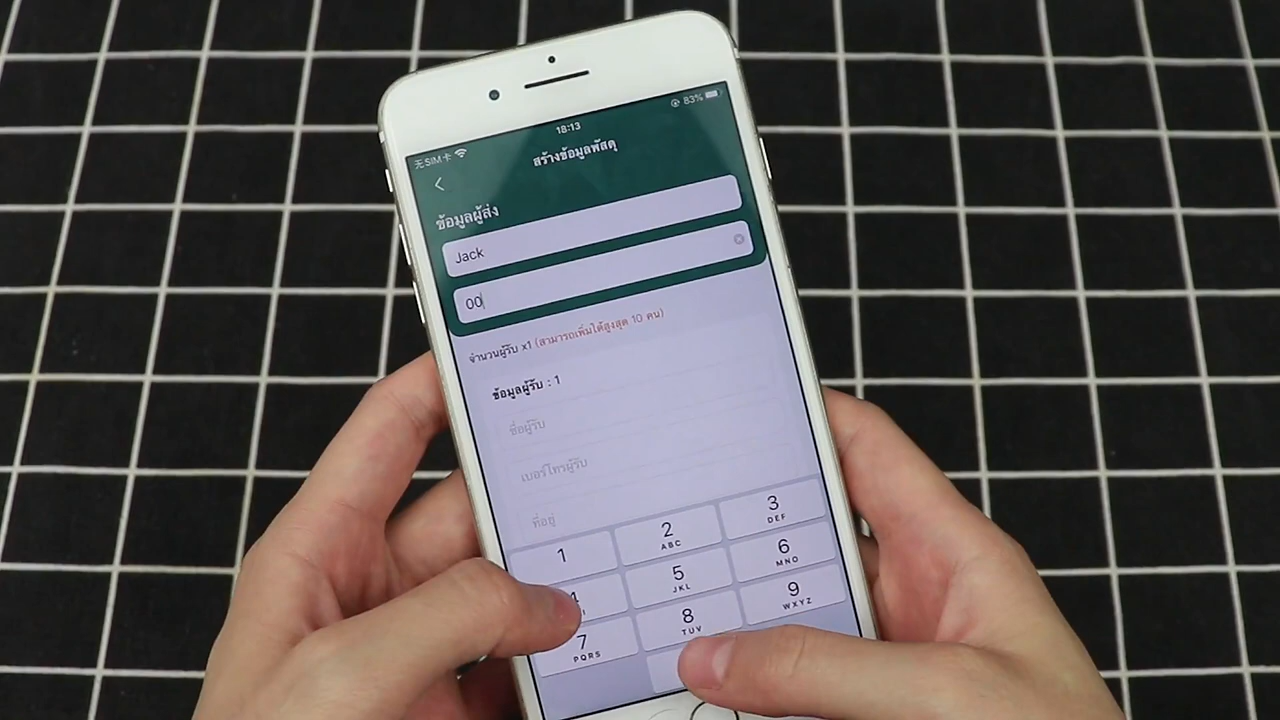 18:13
无SIM卡
83%
สร้างข้อมูลพัสดุ
ข้อมูลผู้ส่ง
Jack
00
จำนวนผู้รับ x1 (สามารถเพิ่มได้สูงสุด 10 คน)
ข้อมูลผู้รับ : 1
ชื่อผู้รับ
เบอร์โทรผู้รับ
ที่อยู่
1
2 ABC
3 DEF
4
5 JKL
6 MNO
7 PQRS
8 TUV
9 WXYZ